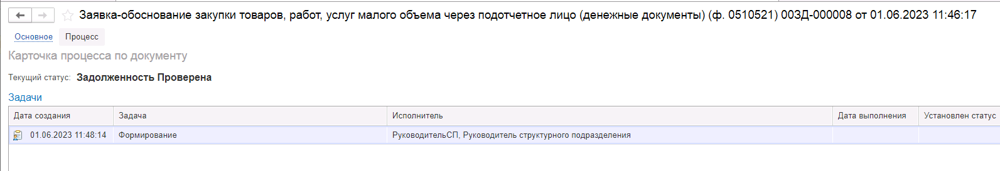 Заявка-обоснование закупки товаров, работ, услуг малого объема через подотчетное лицо (денежные документы) (ф. 0510521) 00ЗД-000008 от 01.06.2023 11:46:17
Основное Процесс
Карточка процесса по документу
Текущий статус: Задолженность Проверена
Задачи
Дата создания Задача Исполнитель Дата выполнения Установлен статус
01.06.2023 11:48:14 Формирование РуководительСП, Руководитель структурного подразделения